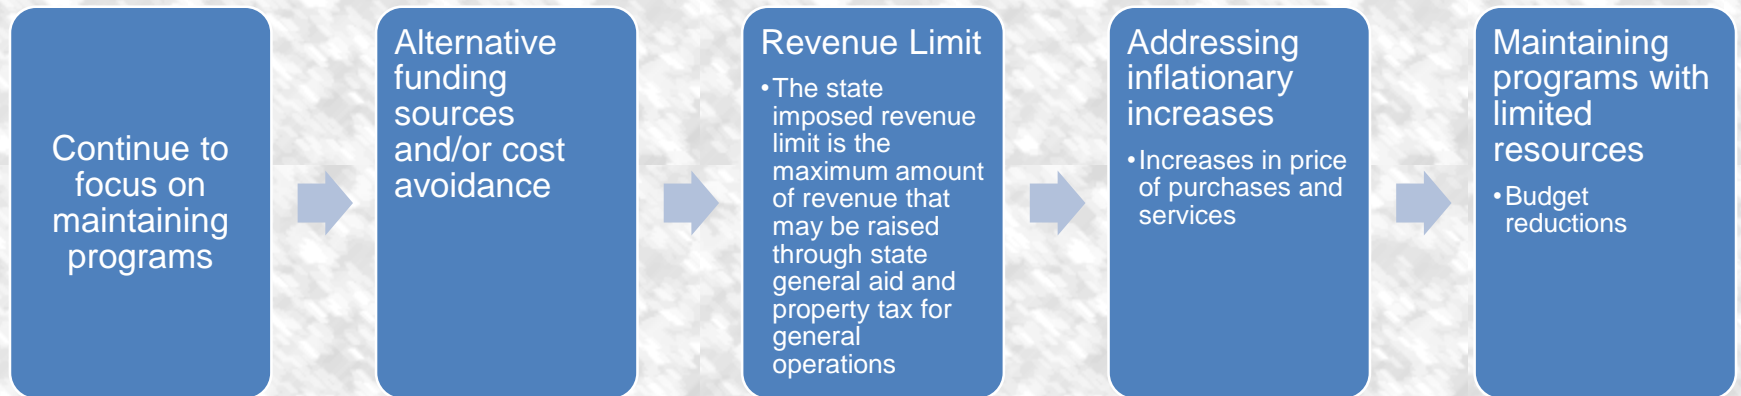 Continue to
focus on
maintaining
programs
Alternative
funding
sources
and/or cost
avoidance
Revenue Limit
•The state
imposed revenue
limit is the
maximum amount
of revenue that
may be raised
through state
general aid and
property tax for
general
operations
Addressing
inflationary
increases
•Increases in price
of purchases and
services
Maintaining
programs with
limited
resources
•Budget
reductions